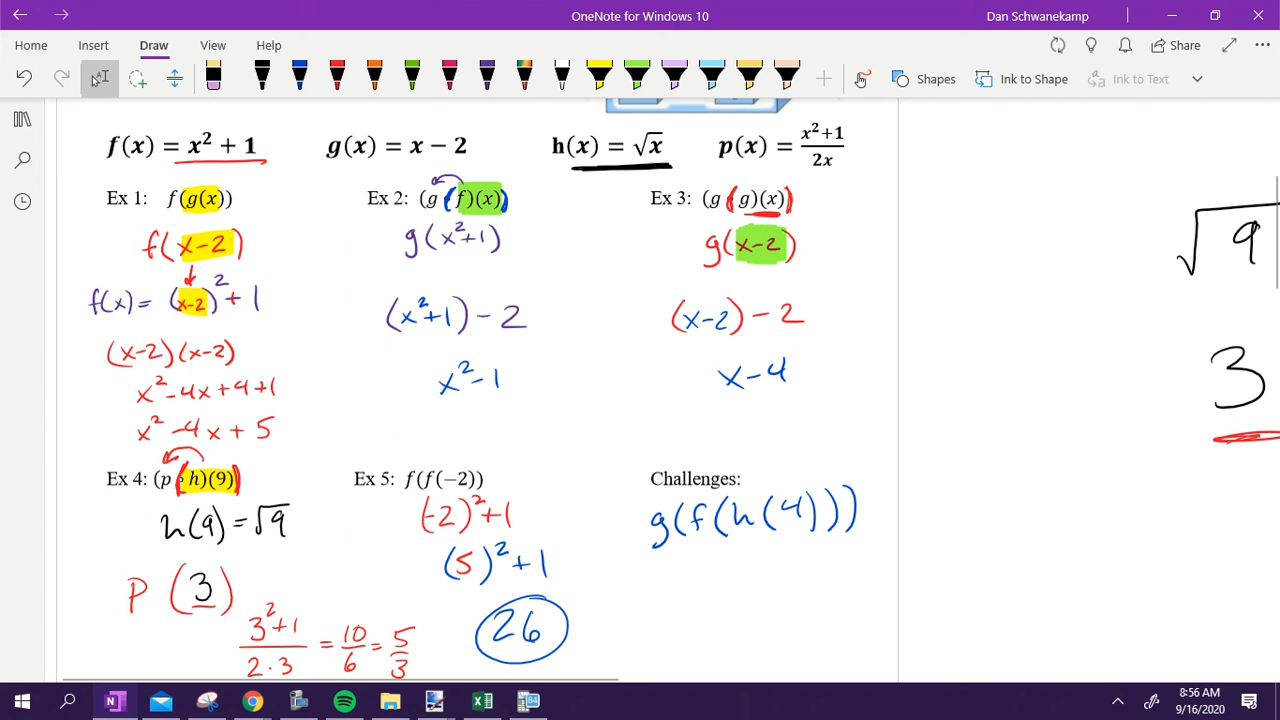 OneNote for Windows 10
Dan Schwanekamp
Home Insert Draw View Help
Share
Shapes Ink to Shape Ink to Text
f(x) = x² + 1 g(x) = x − 2 h(x) = √x p(x) = (x²+1)/(2x)
Ex 1: f(g(x)) Ex 2: (g ∘ f)(x) Ex 3: (g ∘ g)(x)
f(x-2) g(x²+1) g(x-2)
f(x) = (x-2)² + 1 (x²+1) - 2 (x-2) - 2
(x-2)(x-2)
x² - 4x + 4 + 1 x² - 1 x - 4
x² - 4x + 5
Ex 4: (p ∘ h)(9) Ex 5: f(f(−2)) Challenges:
h(9) = √9 (-2)² + 1 g(f(h(4)))
(5)² + 1
P (3)
(3²+1)/(2·3) = 10/6 = 5/3 26
√9
3
8:56 AM
9/16/2020